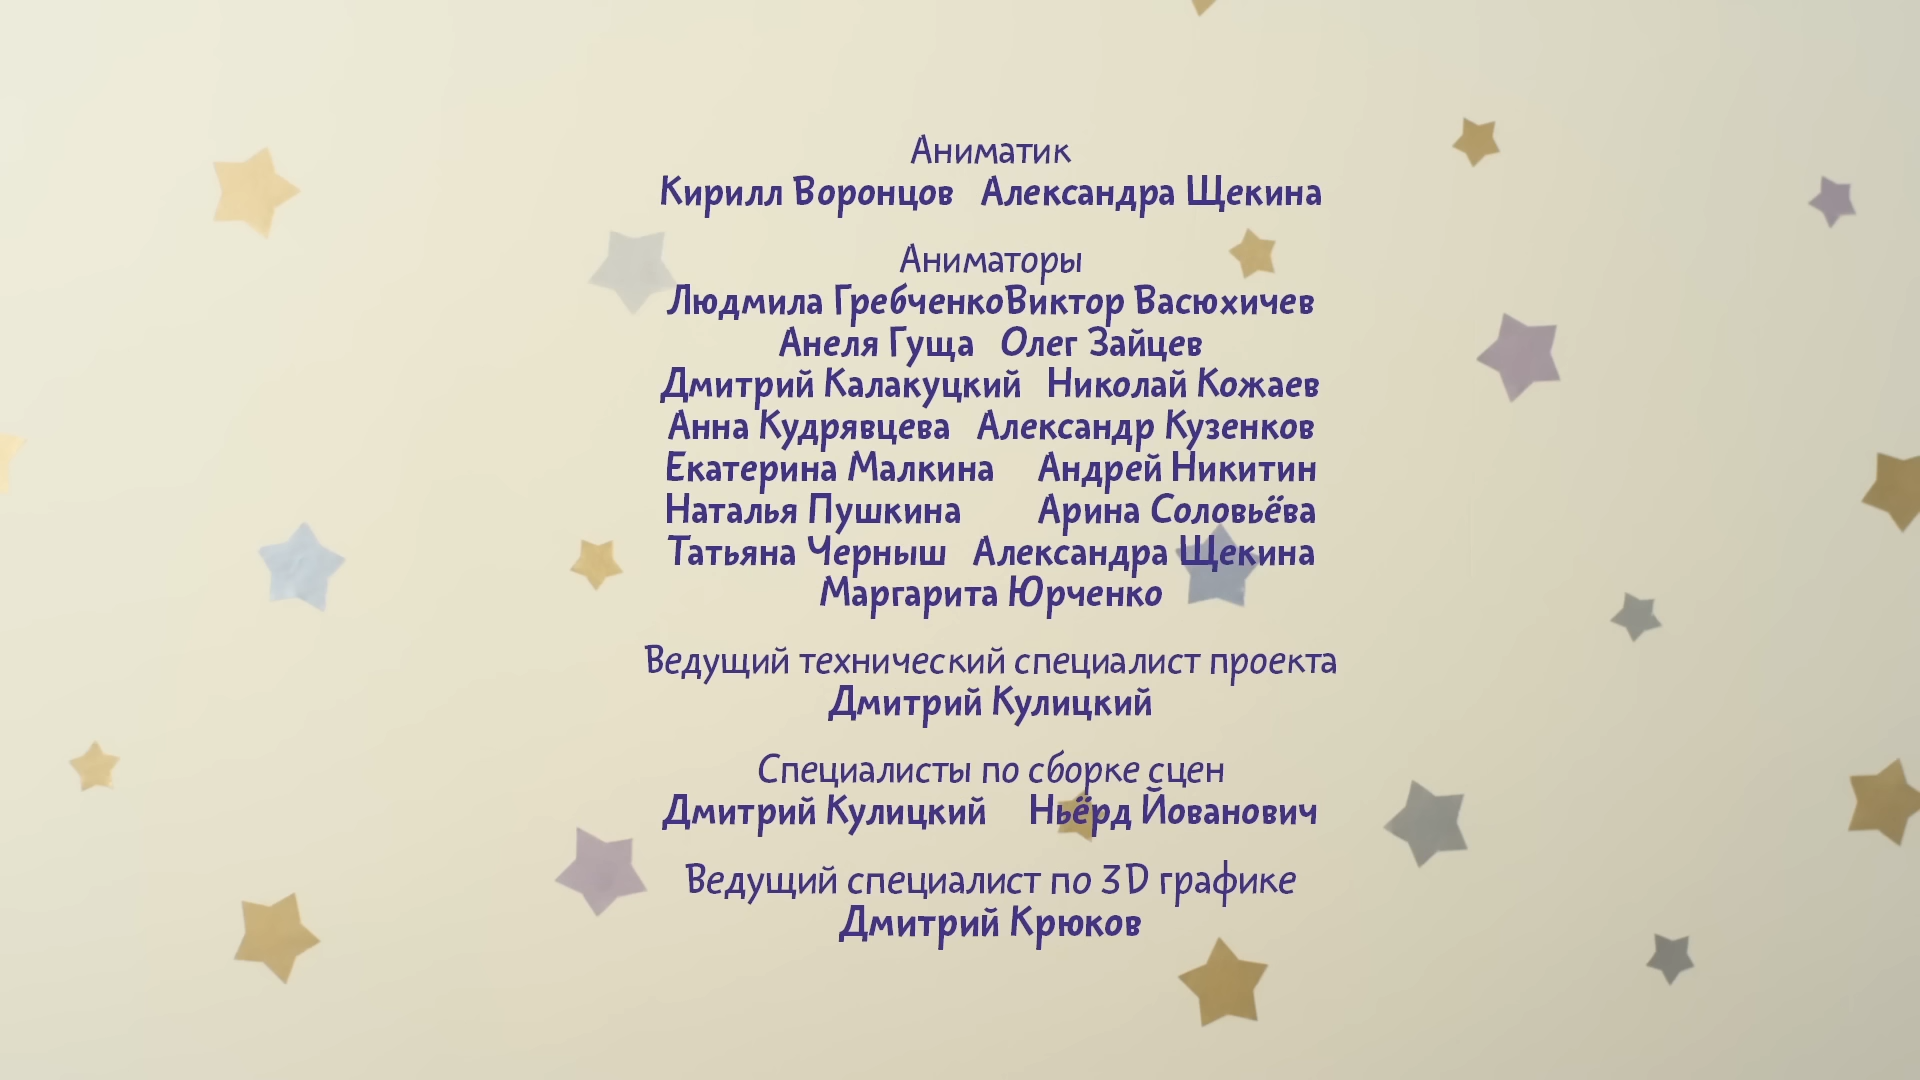 Аниматик
Кирилл Воронцов Александра Щекина
Аниматоры
Людмила ГребченкоВиктор Васюхичев
Анеля Гуща Олег Зайцев
Дмитрий Калакуцкий Николай Кожаев
Анна Кудрявцева Александр Кузенков
Екатерина Малкина Андрей Никитин
Наталья Пушкина Арина Соловьёва
Татьяна Черныш Александра Щекина
Маргарита Юрченко
Ведущий технический специалист проекта
Дмитрий Кулицкий
Специалисты по сборке сцен
Дмитрий Кулицкий Ньёрд Йованович
Ведущий специалист по 3D графике
Дмитрий Крюков